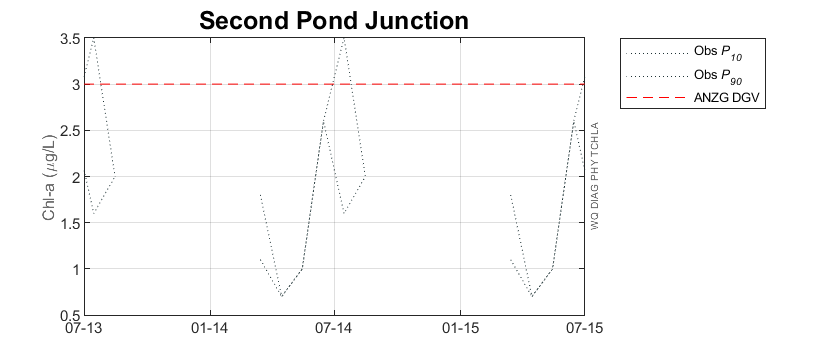 Second Pond Junction
3.5
3
2.5
2
1.5
1
0.5
Chl-a (μg/L)
07-13
01-14
07-14
01-15
07-15
WQ DIAG PHY TCHLA
Obs P10
Obs P90
ANZG DGV